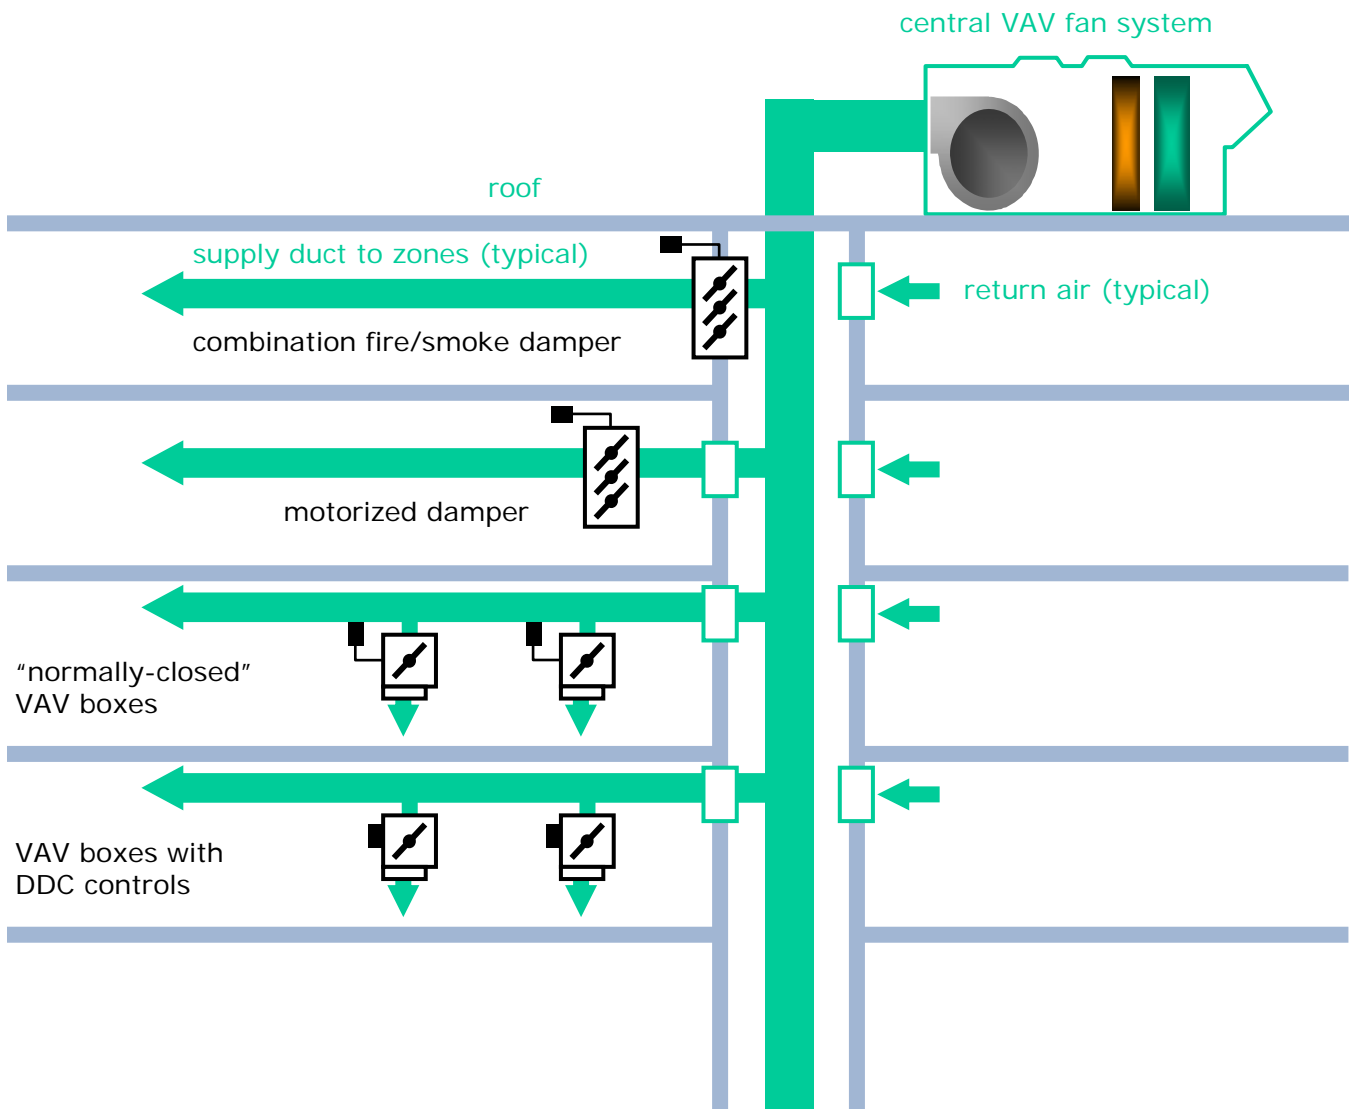 central VAV fan system
roof
supply duct to zones (typical)
return air (typical)
combination fire/smoke damper
motorized damper
“normally-closed”
VAV boxes
VAV boxes with
DDC controls